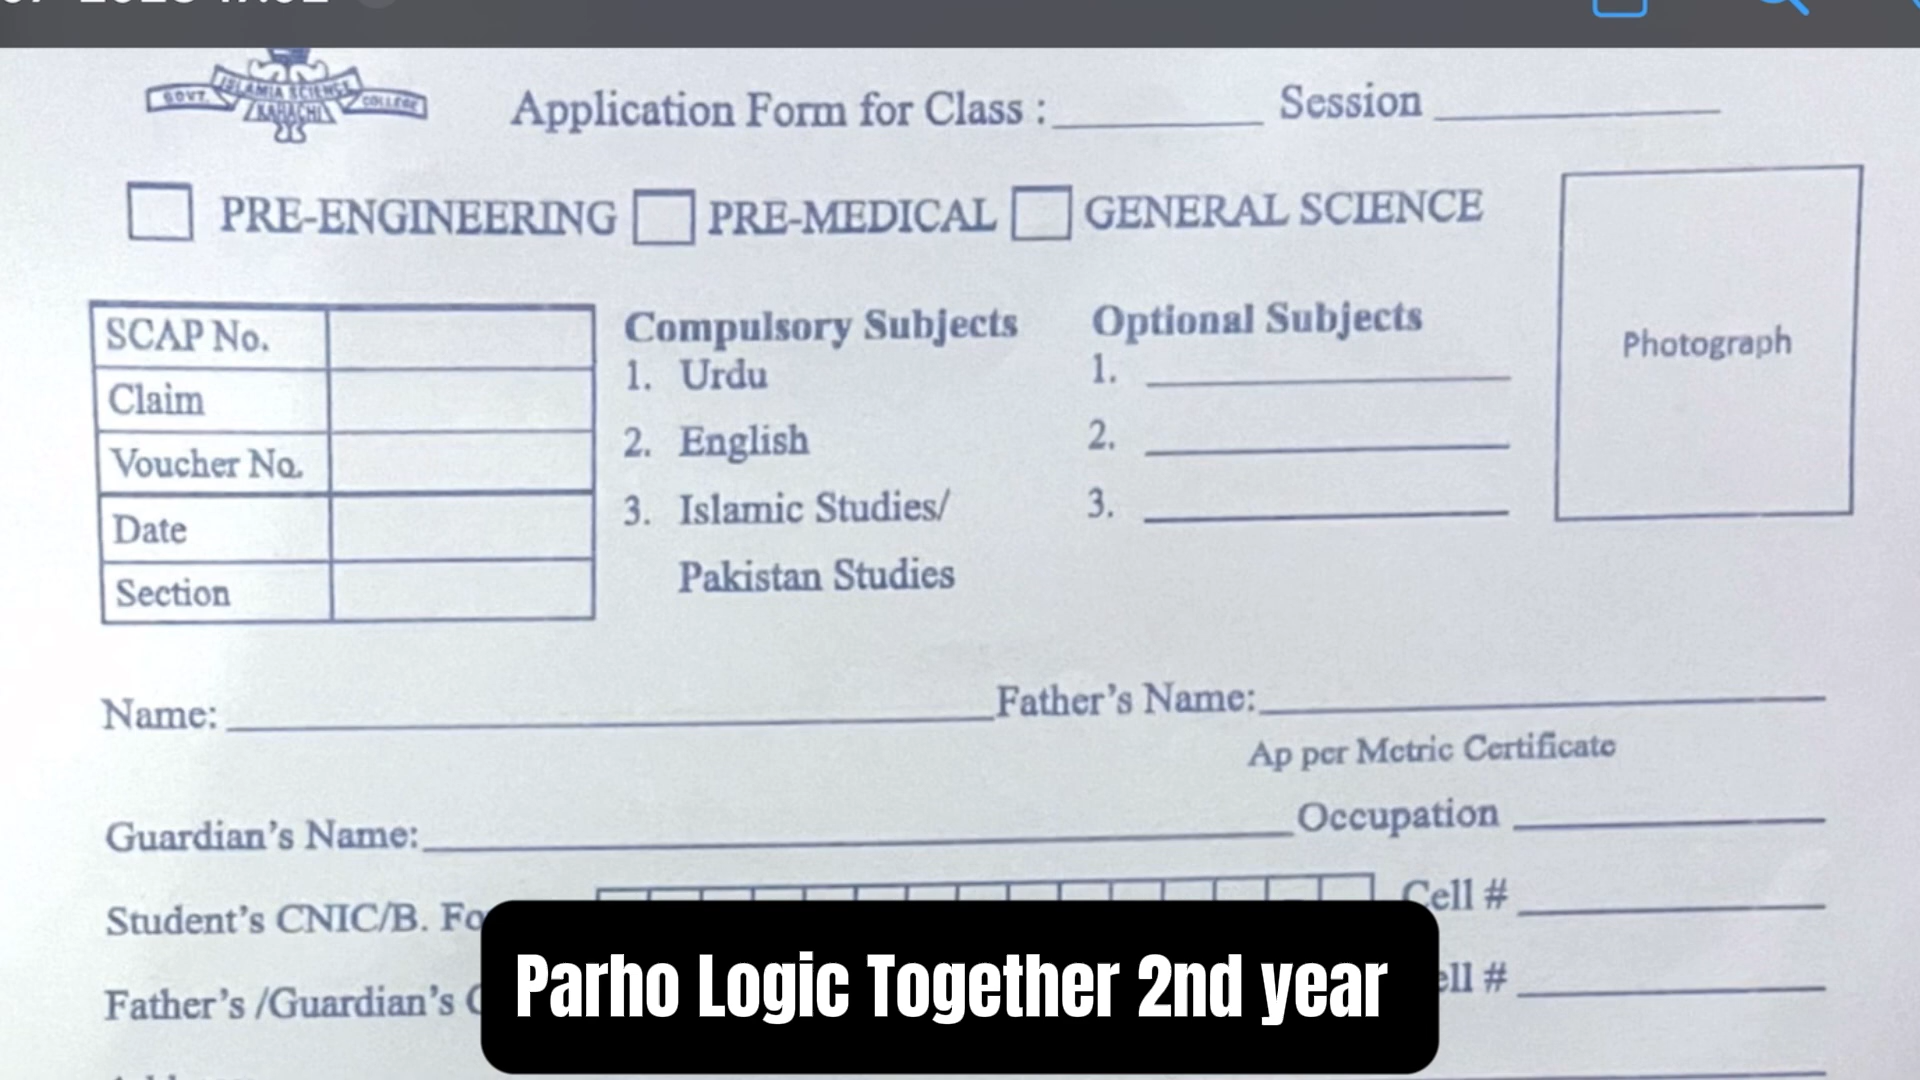 GOVT. ISLAMIA SCIENCE COLLEGE
KARACHI
Application Form for Class : Session
PRE-ENGINEERING PRE-MEDICAL GENERAL SCIENCE
SCAP No.
Claim
Voucher No.
Date
Section
Compulsory Subjects
1. Urdu
2. English
3. Islamic Studies/
Pakistan Studies
Optional Subjects
1.
2.
3.
Photograph
Name: Father's Name:
Ap per Metric Certificate
Guardian's Name: Occupation
Student's CNIC/B. Fo Cell #
Father's /Guardian's ell #
Parho Logic Together 2nd year